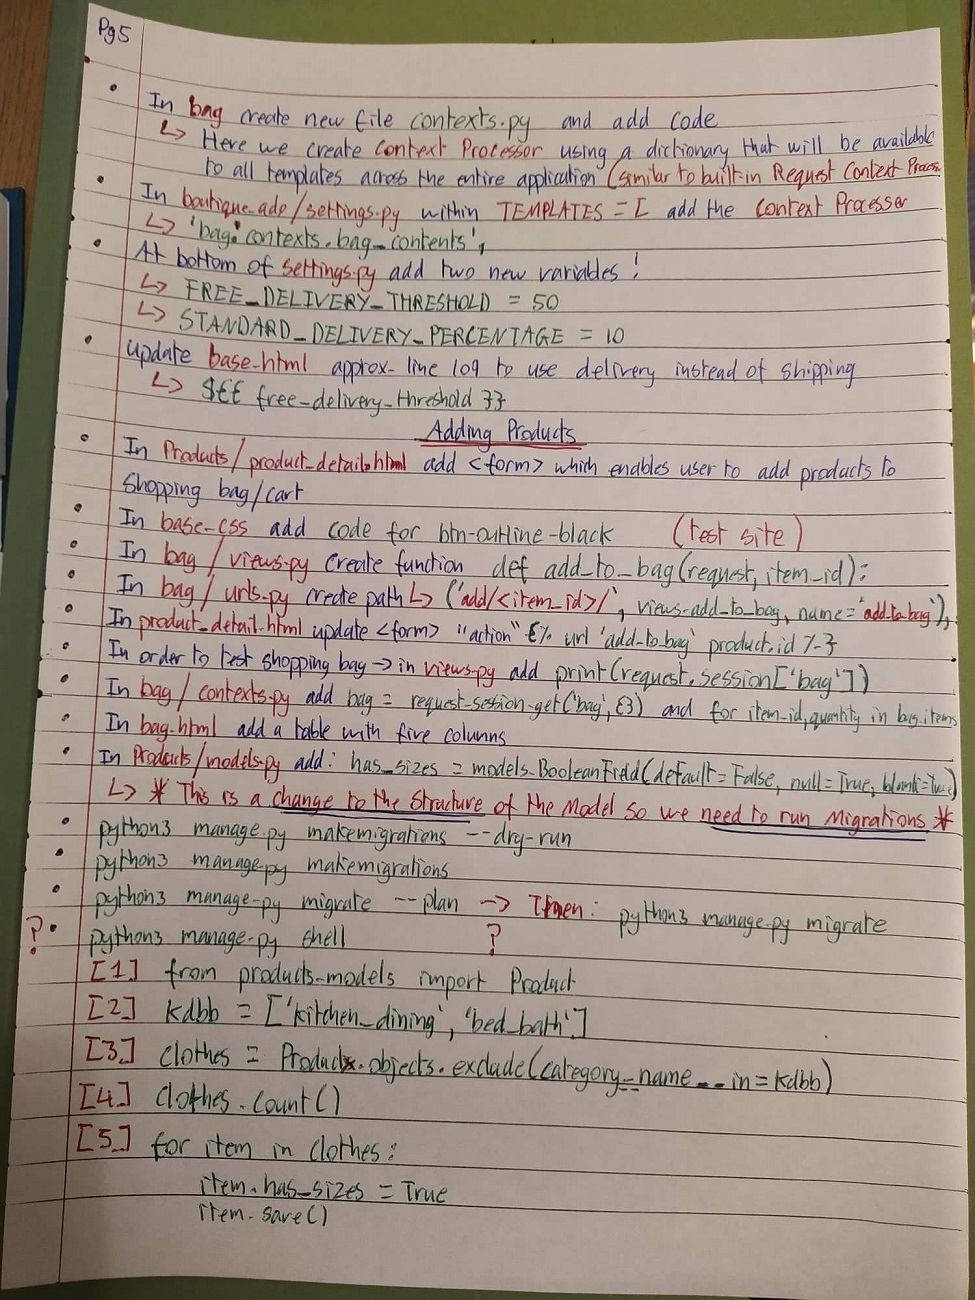 Pg5
In bag create new file contexts.py and add code
↳ Here we create Context Processor using a dictionary that will be available
to all templates across the entire application (similar to built-in Request Context Process
In boutique_ado/settings.py within TEMPLATES = [ add the Context Processor
↳ 'bag.contexts.bag_contents',
At bottom of settings.py add two new variables!
↳ FREE_DELIVERY_THRESHOLD = 50
↳ STANDARD_DELIVERY_PERCENTAGE = 10
update base.html approx. line 109 to use delivery instead of shipping
↳ ${{ free_delivery_threshold }}
Adding Products
In Products/product_detail.html add <form> which enables user to add products to
Shopping bag/cart
In base.css add code for btn-outline-black (test site)
In bag/views.py create function def add_to_bag(request, item_id):
In bag/urls.py create path ↳ ('add/<item_id>/', views.add_to_bag, name='add_to_bag'),
In product_detail.html update <form> "action" {% url 'add_to_bag' product.id %}
In order to test shopping bag → in views.py add print(request.session['bag'])
In bag/contexts.py add bag = request.session.get('bag', {}) and for item_id, quantity in bag.items
In bag.html add a table with five columns
In Products/models.py add: has_sizes = models.BooleanField(default=False, null=True, blank=True)
↳ * This is a change to the Structure of the Model so we need to run Migrations *
python3 manage.py makemigrations --dry-run
python3 manage.py makemigrations
python3 manage.py migrate --plan → Then: python3 manage.py migrate
? python3 manage.py shell ?
[1] from products.models import Product
[2] kdbb = ['kitchen_dining', 'bed_bath']
[3] clothes = Product.objects.exclude(category__name__in=kdbb)
[4] clothes.count()
[5] for item in clothes:
item.has_sizes = True
item.save()